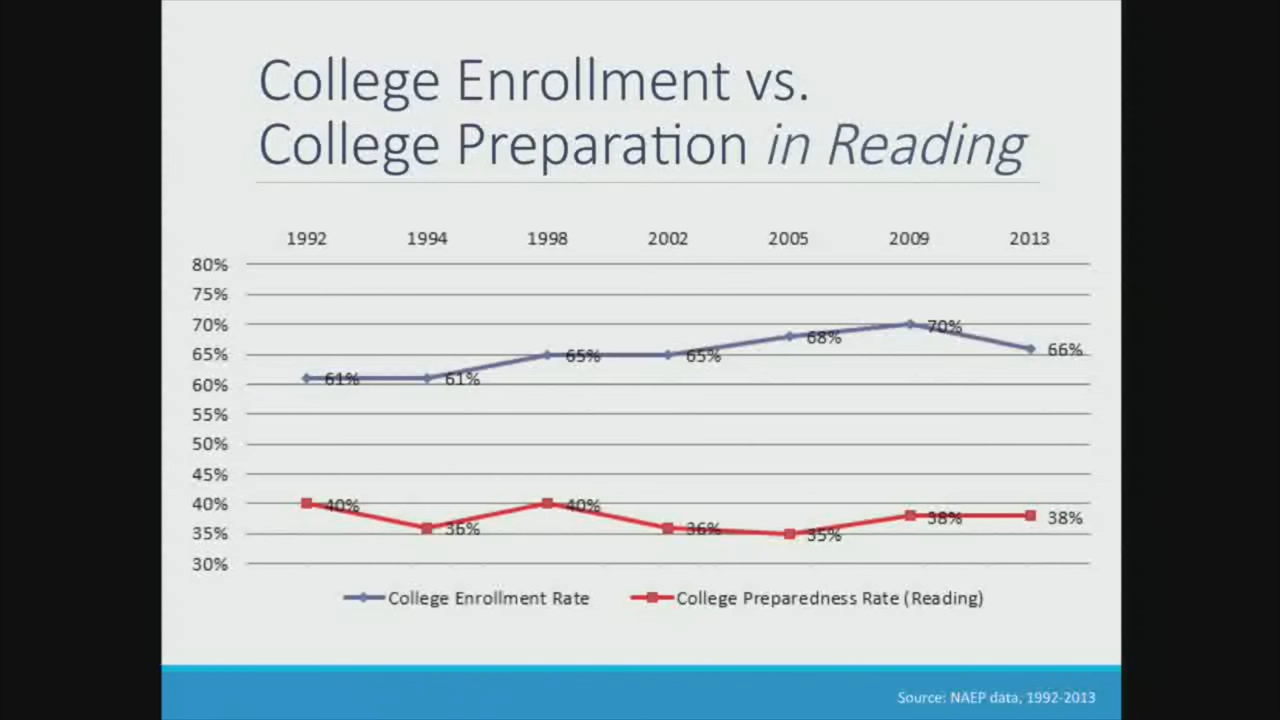 College Enrollment vs.
College Preparation in Reading
1992 1994 1998 2002 2005 2009 2013
80%
75%
70%
65%
60%
55%
50%
45%
40%
35%
30%
61% 61% 65% 65% 68% 70% 66%
40% 36% 40% 36% 35% 38% 38%
College Enrollment Rate College Preparedness Rate (Reading)
Source: NAEP data, 1992-2013